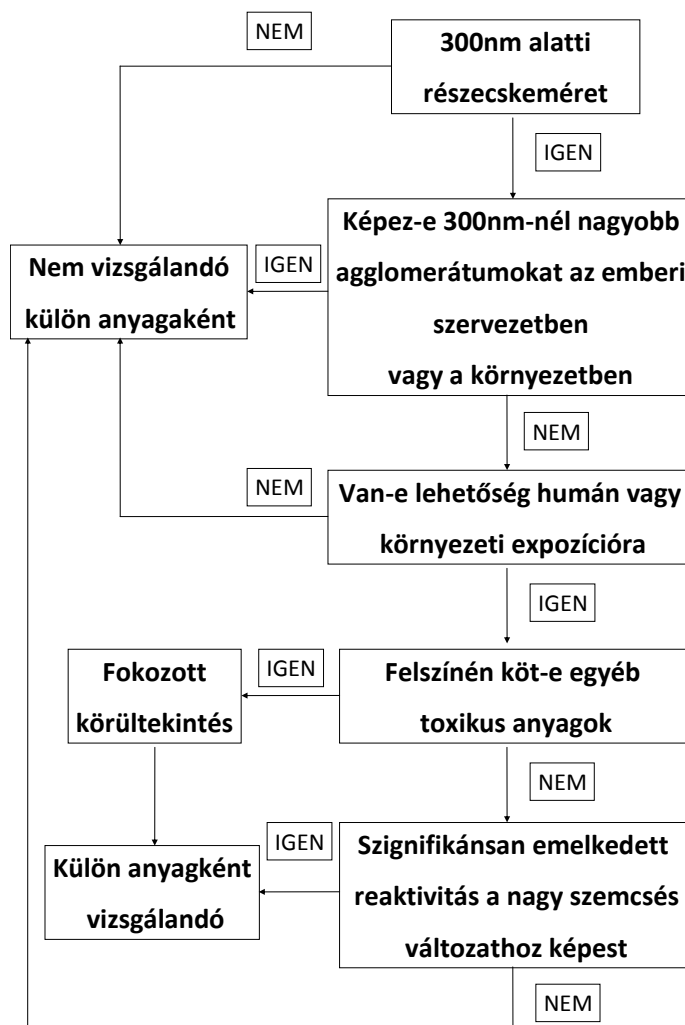 NEM
300nm alatti
részecskeméret
IGEN
Képez-e 300nm-nél nagyobb
agglomerátumokat az emberi
szervezetben
vagy a környezetben
IGEN
Nem vizsgálandó
külön anyagaként
NEM
NEM
Van-e lehetőség humán vagy
környezeti expozícióra
IGEN
Fokozott
körültekintés
IGEN
Felszínén köt-e egyéb
toxikus anyagok
NEM
IGEN
Szignifikánsan emelkedett
reaktivitás a nagy szemcsés
változathoz képest
Külön anyagként
vizsgálandó
NEM